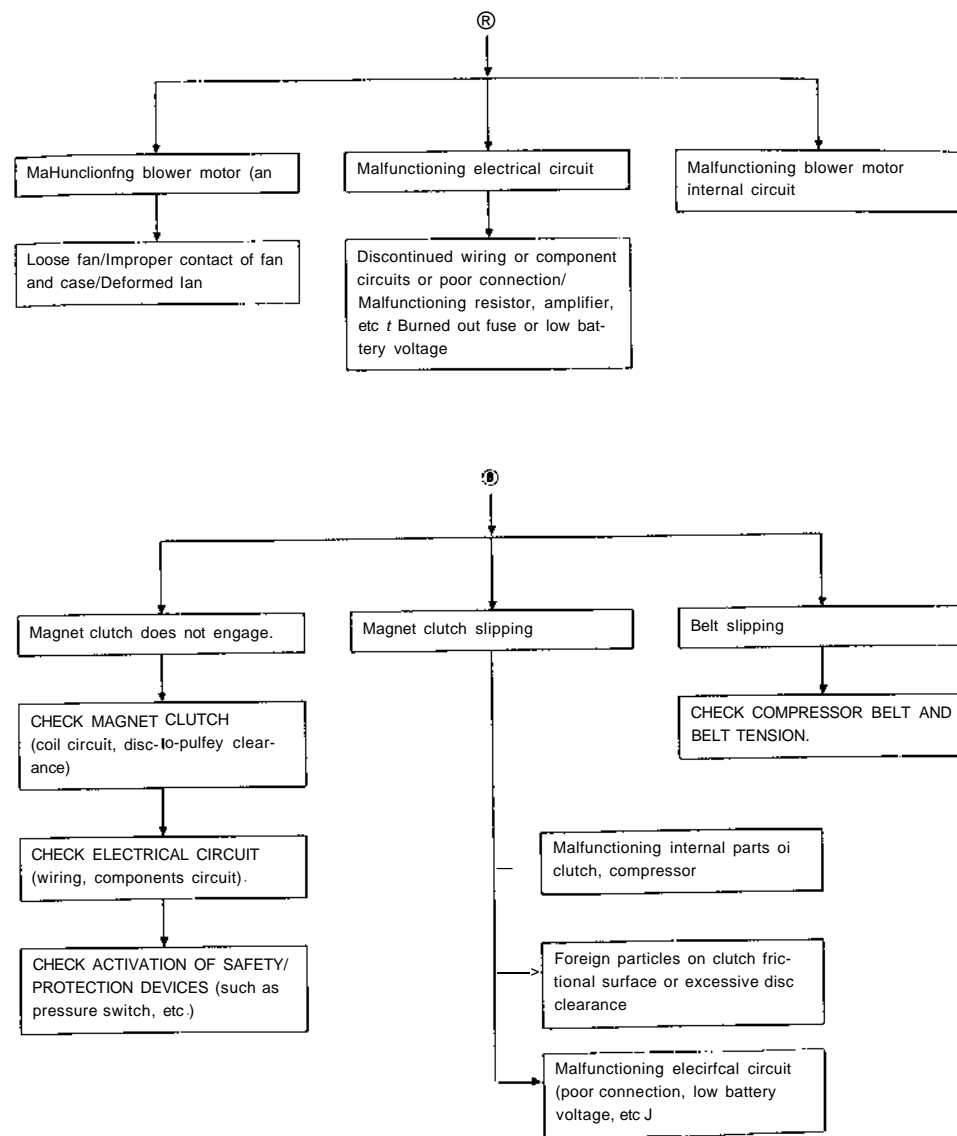 ®
MaHunclionfng blower motor (an
Malfunctioning electrical circuit
Malfunctioning blower motor
internal circuit
Loose fan/Improper contact of fan
and case/Deformed Ian
Discontinued wiring or component
circuits or poor connection/
Malfunctioning resistor, amplifier,
etc t Burned out fuse or low bat-
tery voltage
Magnet clutch does not engage.
Magnet clutch slipping
Belt slipping
CHECK MAGNET CLUTCH
(coil circuit, disc-lo-pulfey clear-
ance)
CHECK COMPRESSOR BELT AND
BELT TENSION.
CHECK ELECTRICAL CIRCUIT
(wiring, components circuit).
Malfunctioning internal parts oi
clutch, compressor
CHECK ACTIVATION OF SAFETY/
PROTECTION DEVICES (such as
pressure switch, etc.)
Foreign particles on clutch fric-
tional surface or excessive disc
clearance
Malfunctioning elecirfcal circuit
(poor connection, low battery
voltage, etc J